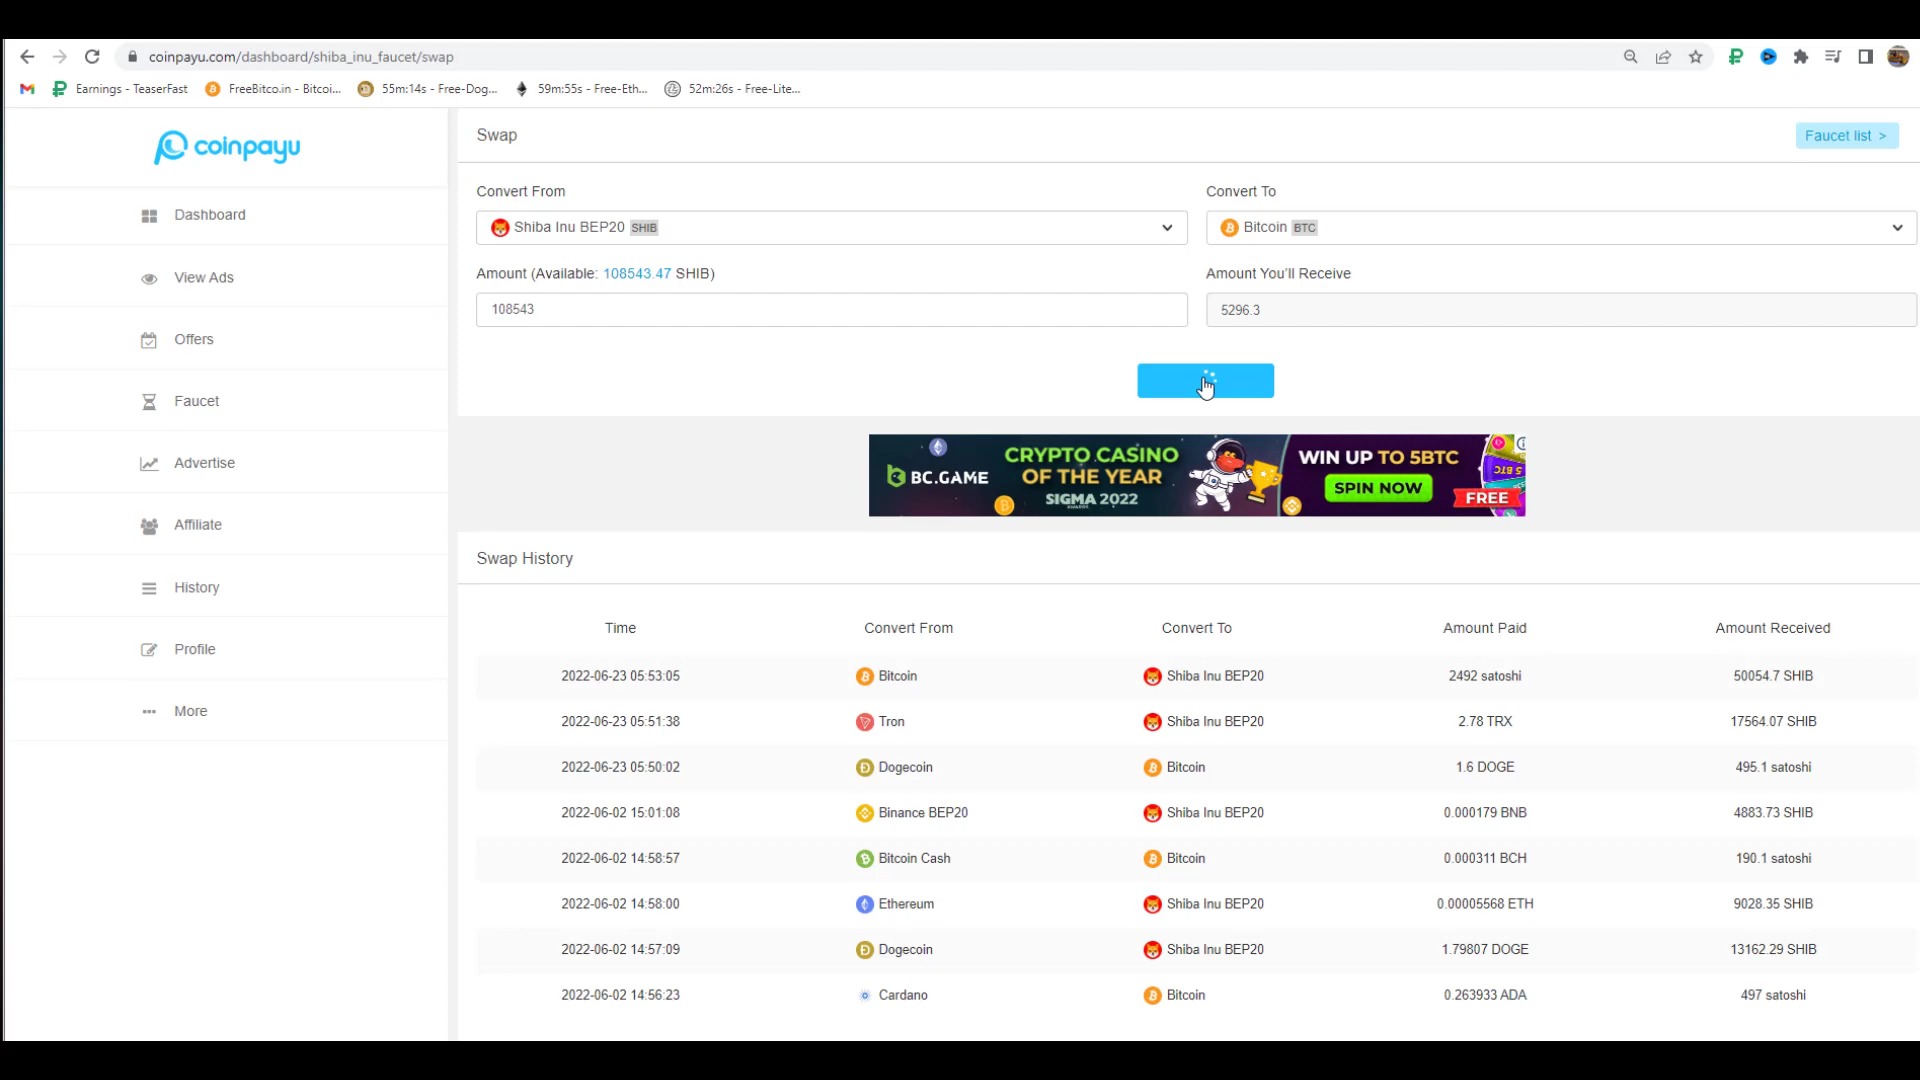 coinpayu.com/dashboard/shiba_inu_faucet/swap
Earnings - TeaserFast
FreeBitco.in - Bitcoi...
55m:14s - Free-Dog...
59m:55s - Free-Eth...
52m:26s - Free-Lite...
coinpayu
Dashboard
View Ads
Offers
Faucet
Advertise
Affiliate
History
Profile
More
Swap
Faucet list >
Convert From
Convert To
Shiba Inu BEP20 SHIB
Bitcoin BTC
Amount (Available: 108543.47 SHIB)
Amount You'll Receive
108543
5296.3
BC.GAME
CRYPTO CASINO
OF THE YEAR
SIGMA 2022
AWARDS
WIN UP TO 5BTC
SPIN NOW
5 BTC
FREE
Swap History
Time Convert From Convert To Amount Paid Amount Received
2022-06-23 05:53:05 Bitcoin Shiba Inu BEP20 2492 satoshi 50054.7 SHIB
2022-06-23 05:51:38 Tron Shiba Inu BEP20 2.78 TRX 17564.07 SHIB
2022-06-23 05:50:02 Dogecoin Bitcoin 1.6 DOGE 495.1 satoshi
2022-06-02 15:01:08 Binance BEP20 Shiba Inu BEP20 0.000179 BNB 4883.73 SHIB
2022-06-02 14:58:57 Bitcoin Cash Bitcoin 0.000311 BCH 190.1 satoshi
2022-06-02 14:58:00 Ethereum Shiba Inu BEP20 0.00005568 ETH 9028.35 SHIB
2022-06-02 14:57:09 Dogecoin Shiba Inu BEP20 1.79807 DOGE 13162.29 SHIB
2022-06-02 14:56:23 Cardano Bitcoin 0.263933 ADA 497 satoshi